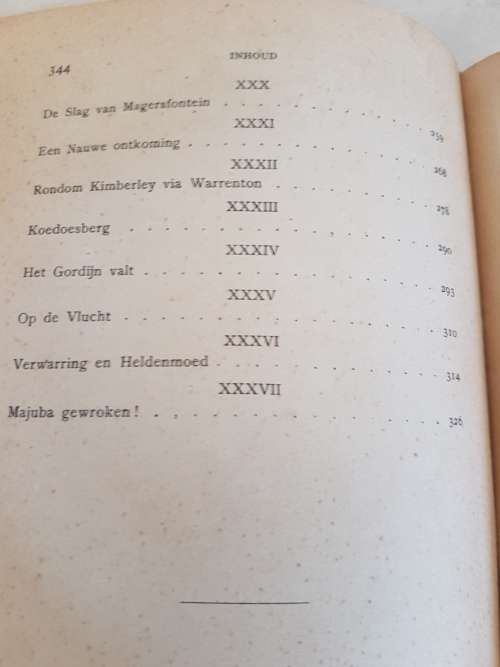 344 INHOUD
XXX
De Slag van Magersfontein . . . . . . . . . . 259
XXXI
Een Nauwe ontkoming . . . . . . . . . . . 268
XXXII
Rondom Kimberley via Warrenton . . . . . . . 278
XXXIII
Koedoesberg . . . . . . . . . . . . . . 290
XXXIV
Het Gordijn valt . . . . . . . . . . . . . 293
XXXV
Op de Vlucht . . . . . . . . . . . . . . 310
XXXVI
Verwarring en Heldenmoed . . . . . . . . . . 314
XXXVII
Majuba gewroken! . . . . . . . . . . . . . 326